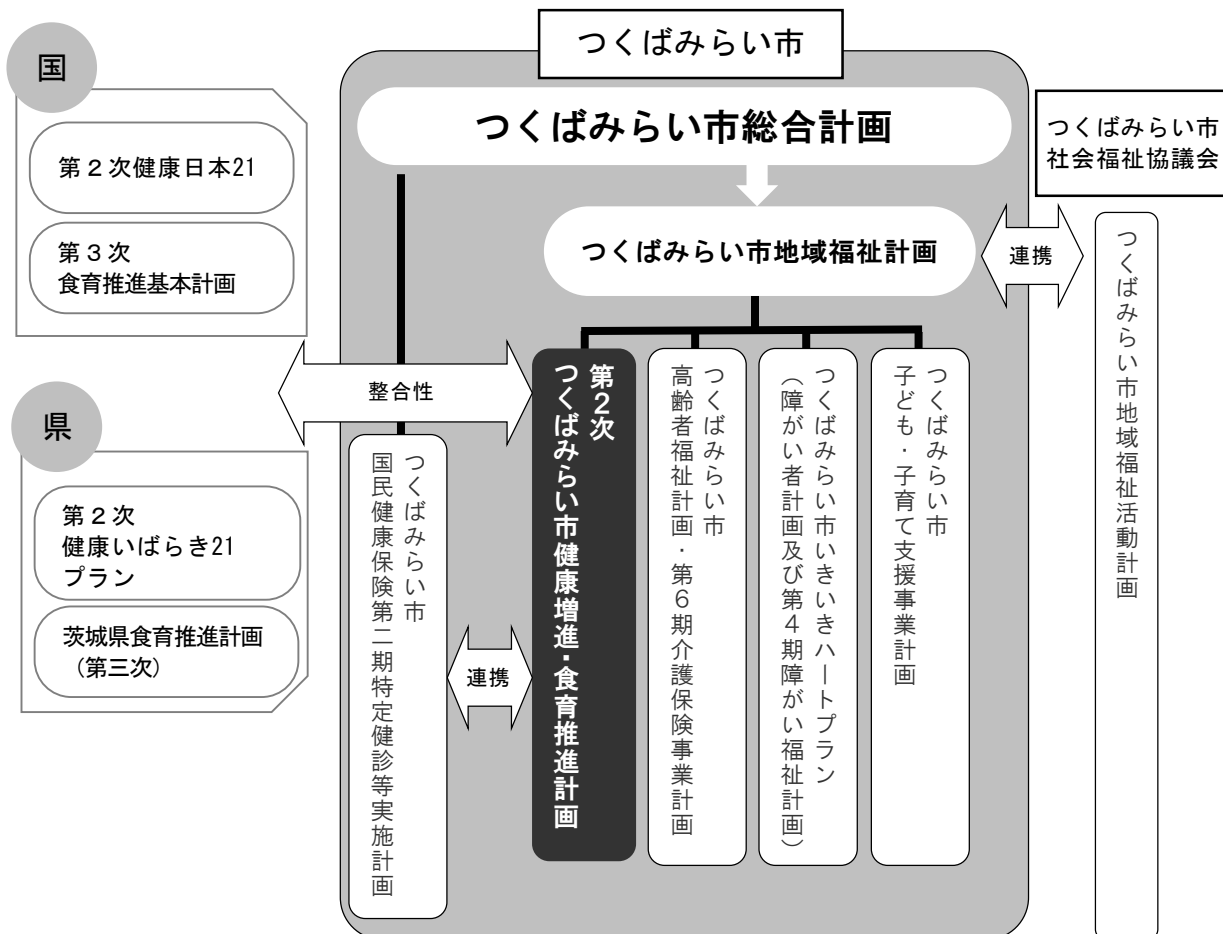 つくばみらい市
国
第２次健康日本21
第３次
食育推進基本計画
県
第２次
健康いばらき21
プラン
茨城県食育推進計画
（第三次）
つくばみらい市総合計画
つくばみらい市地域福祉計画
連携
つくばみらい市
社会福祉協議会
つくばみらい市地域福祉活動計画
整合性
つくばみらい市
国民健康保険第二期特定健診等実施計画
連携
第２次
つくばみらい市健康増進・食育推進計画
つくばみらい市
高齢者福祉計画・第６期介護保険事業計画
つくばみらい市いきいきハートプラン
（障がい者計画及び第４期障がい福祉計画）
つくばみらい市
子ども・子育て支援事業計画